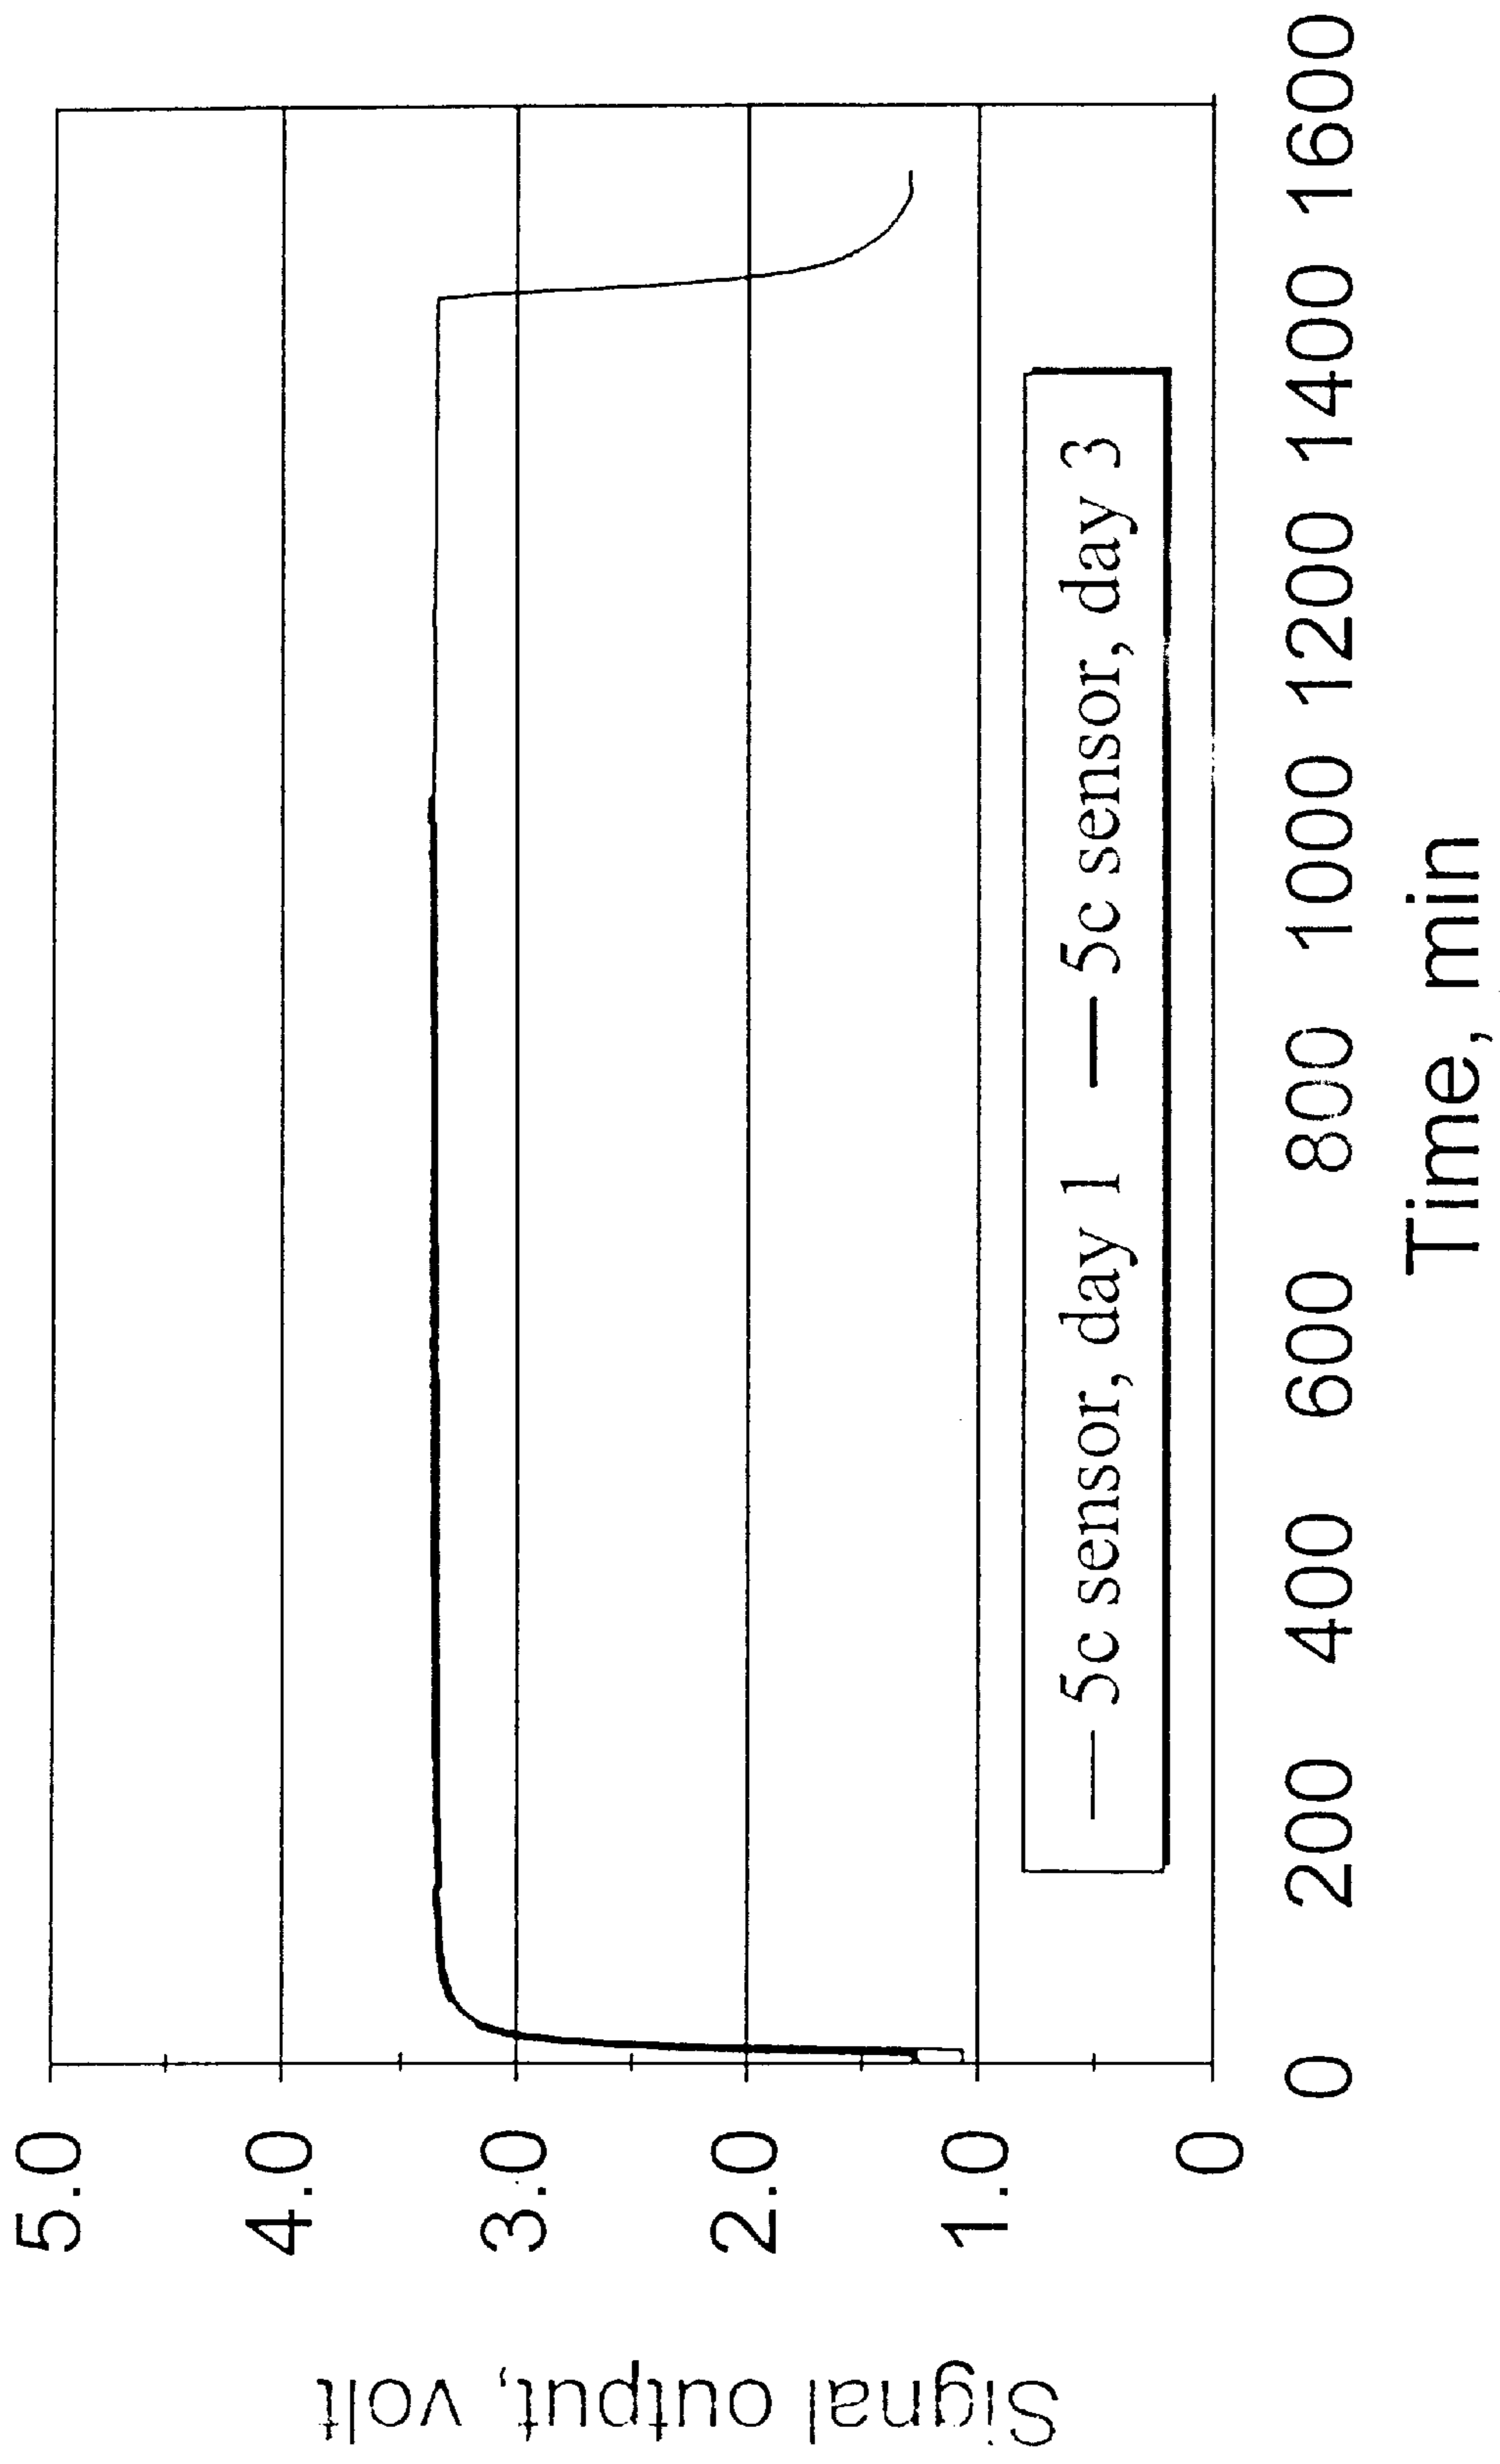 Signal output, volt
5.0
4.0
3.0
2.0
1.0
0
5c sensor, day 1 5c sensor, day 3
0 200 400 600 800 1000 1200 1400 1600
Time, min